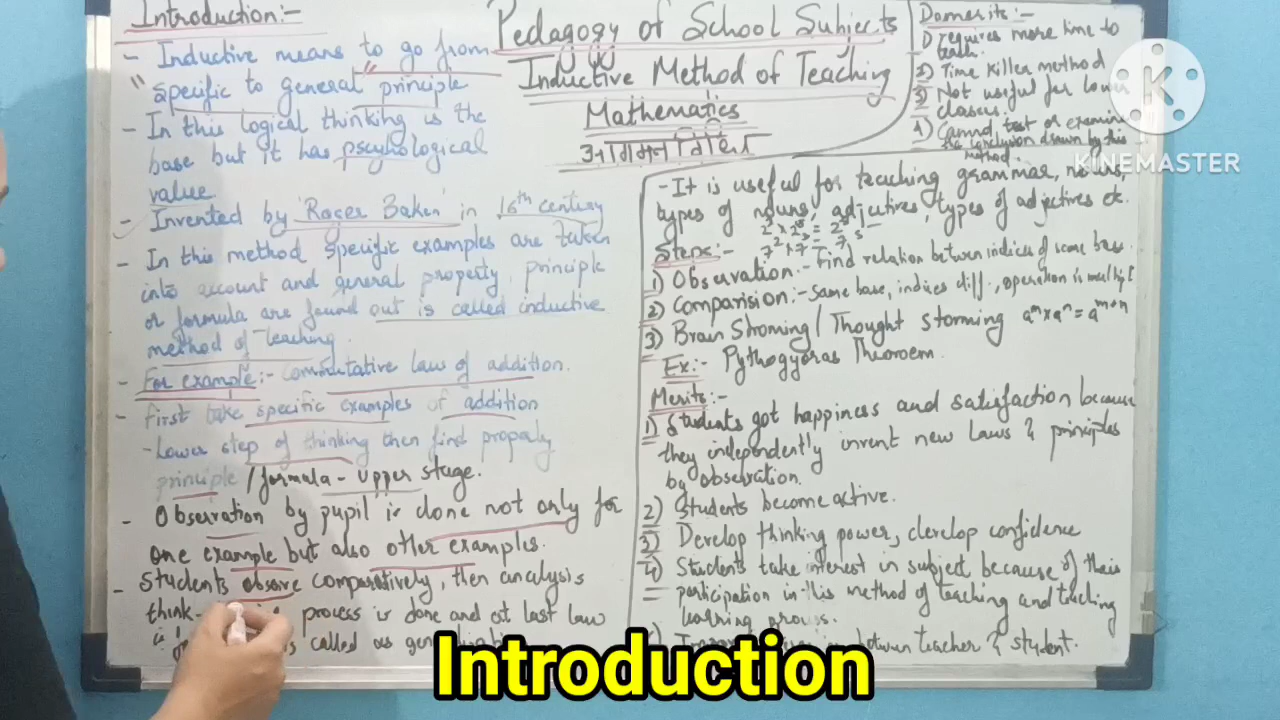 Introduction:-
- Inductive means to go from
"specific to general principle
- In this logical thinking is the
base but it has psychological
value
- Invented by 'Roger Baken' in 16th century
- In this method specific examples are taken
into account and general property, principle
or formula are found out is called inductive
method of teaching.
- For example:- commutative law of addition.
- First take specific examples of addition
- Lower step of thinking then find property
principle / formula - upper stage.
- Observation by pupil is done not only for
one example but also other examples.
- Students observe comparatively, then analysis
think- process is done and at last law
is called as
Pedagogy of School Subjects
Inductive Method of Teaching
Mathematics
आगमन विधि
Demerits:-
1) requires more time to
teach.
2) Time Killer method
3) Not useful for lower
classes.
4) Cannot test or examine
the conclusion drawn by this
method.
- It is useful for teaching grammar, nouns,
types of nouns, adjectives, types of adjectives etc.
Steps:-
1) Observation:- Find relation between indices of same base.
2) Comparision:- Same base, indices diff., operation is
3) Brain Stroming / Thought storming aᵐ x aⁿ = aᵐ⁺ⁿ
Ex:- Pythogyoras Theoroem.
Merits:-
1) Students got happiness and satisfaction because
they independently invent new laws & principles
by observation.
2) Students become active.
3) Develop thinking power, develop confidence
4) Students take interest in subject because of their
participation in this method of teaching and teaching
learning process.
between teacher & student.
KINEMASTER
Introduction